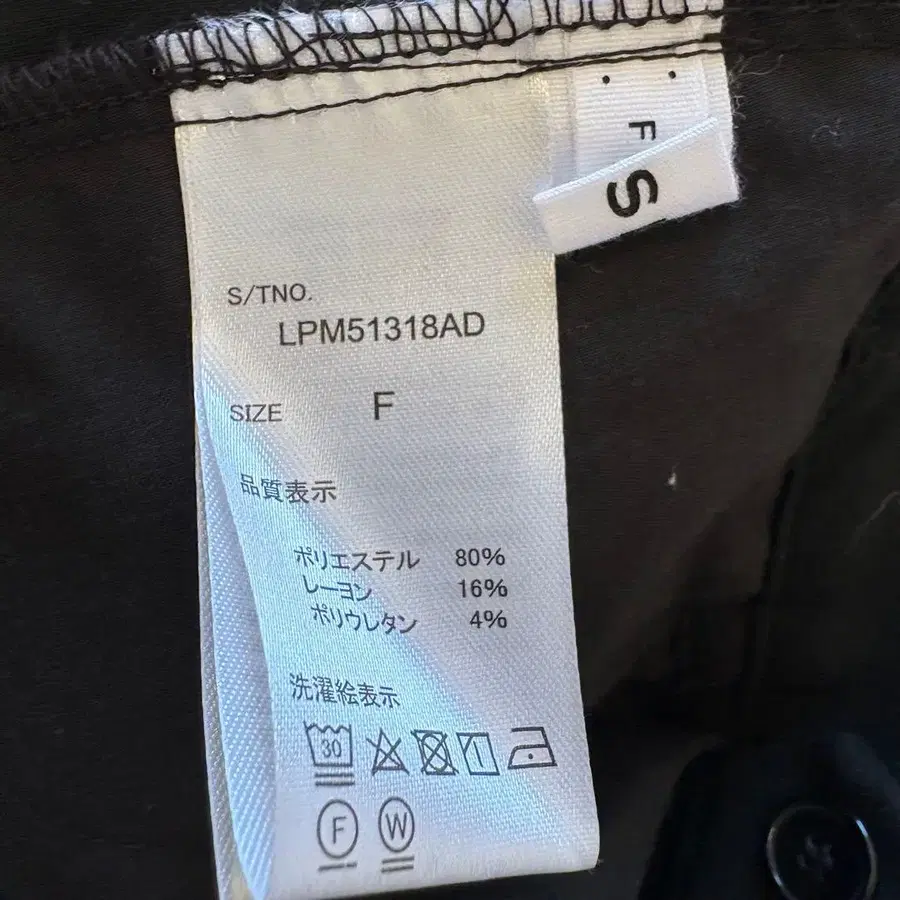 F
S
S/TNO.
LPM51318AD
SIZE F
品質表示
ポリエステル 80%
レーヨン 16%
ポリウレタン 4%
洗濯絵表示
30
F W